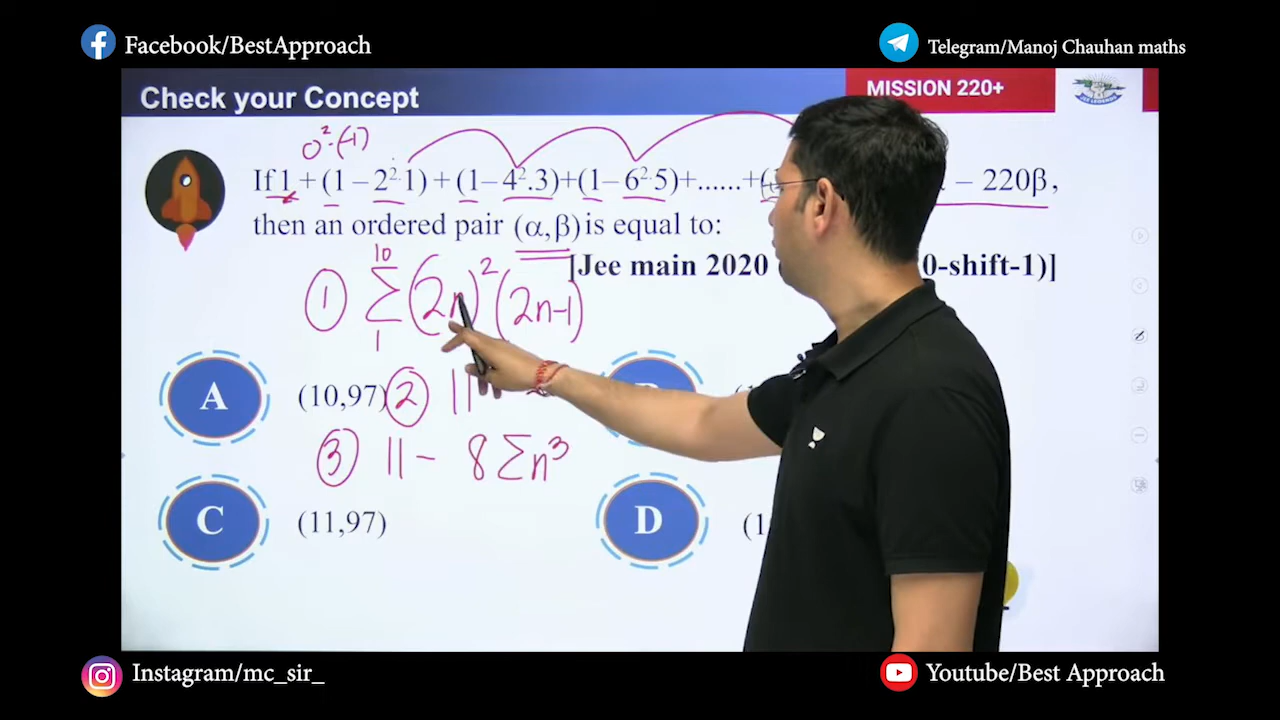 Facebook/BestApproach
Telegram/Manoj Chauhan maths
Check your Concept
MISSION 220+
0²·(-1)
If 1 + (1 – 2²·1) + (1– 4².3)+(1– 6²·5)+......+( – 220β,
then an ordered pair (α,β) is equal to:
[Jee main 2020 0-shift-1)]
① 10 Σ 1 (2n)² (2n-1)
A (10,97) ② 11
③ 11 - 8 Σn³
C (11,97) D (1
Instagram/mc_sir_
Youtube/Best Approach